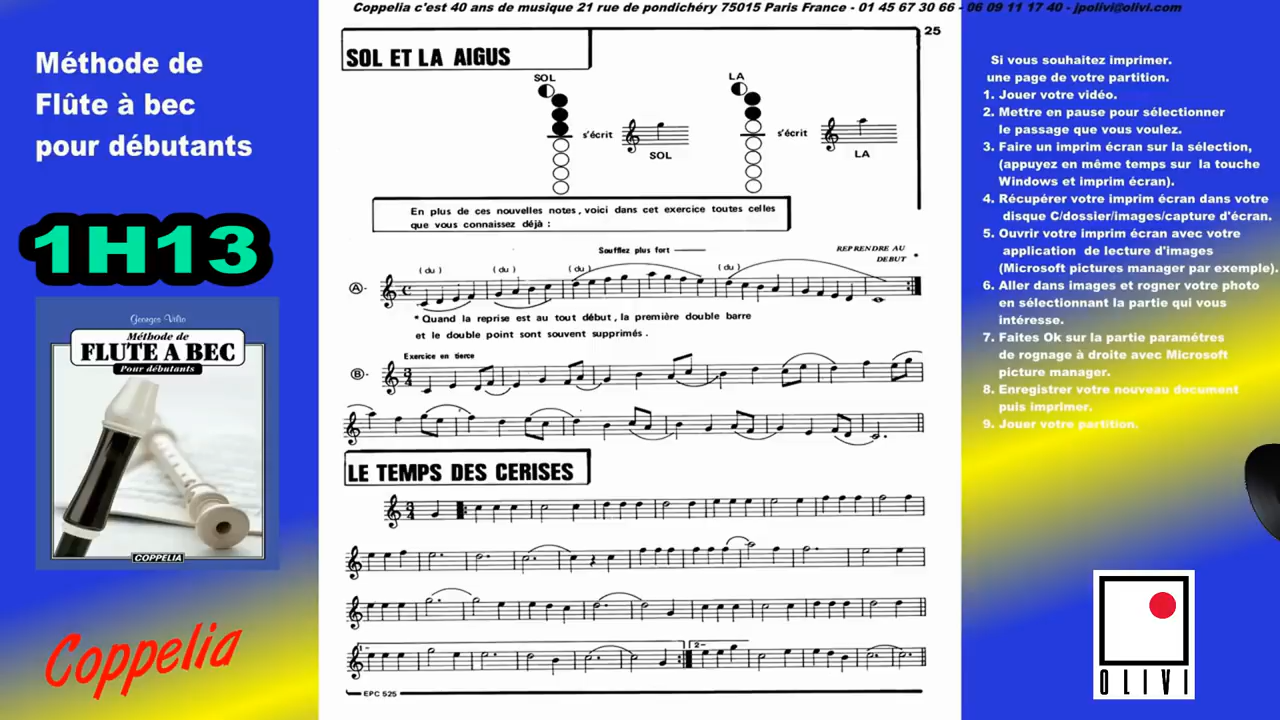 Coppelia c'est 40 ans de musique 21 rue de pondichéry 75015 Paris France - 01 45 67 30 66 - 06 09 11 17 40 - jpolivi@olivi.com
Méthode de
Flûte à bec
pour débutants
1H13
Georges Velio
Méthode de
FLUTE A BEC
Pour débutants
COPPELIA
Coppelia
25
SOL ET LA AIGUS
SOL
s'écrit
SOL
LA
s'écrit
LA
En plus de ces nouvelles notes, voici dans cet exercice toutes celles
que vous connaissez déjà :
Soufflez plus fort
REPRENDRE AU
DEBUT *
(du) (du) (du) (du)
A
* Quand la reprise est au tout début, la première double barre
et le double point sont souvent supprimés.
Exercice en tierce
B
LE TEMPS DES CERISES
1-
2-
EPC 525
Si vous souhaitez imprimer.
une page de votre partition.
1. Jouer votre vidéo.
2. Mettre en pause pour sélectionner
le passage que vous voulez.
3. Faire un imprim écran sur la sélection,
(appuyez en même temps sur la touche
Windows et imprim écran).
4. Récupérer votre imprim écran dans votre
disque C/dossier/images/capture d'écran.
5. Ouvrir votre imprim écran avec votre
application de lecture d'images
(Microsoft pictures manager par exemple).
6. Aller dans images et rogner votre photo
en sélectionnant la partie qui vous
intéresse.
7. Faites Ok sur la partie paramétres
de rognage à droite avec Microsoft
picture manager.
8. Enregistrer votre nouveau document
puis imprimer.
9. Jouer votre partition.
OLIVI